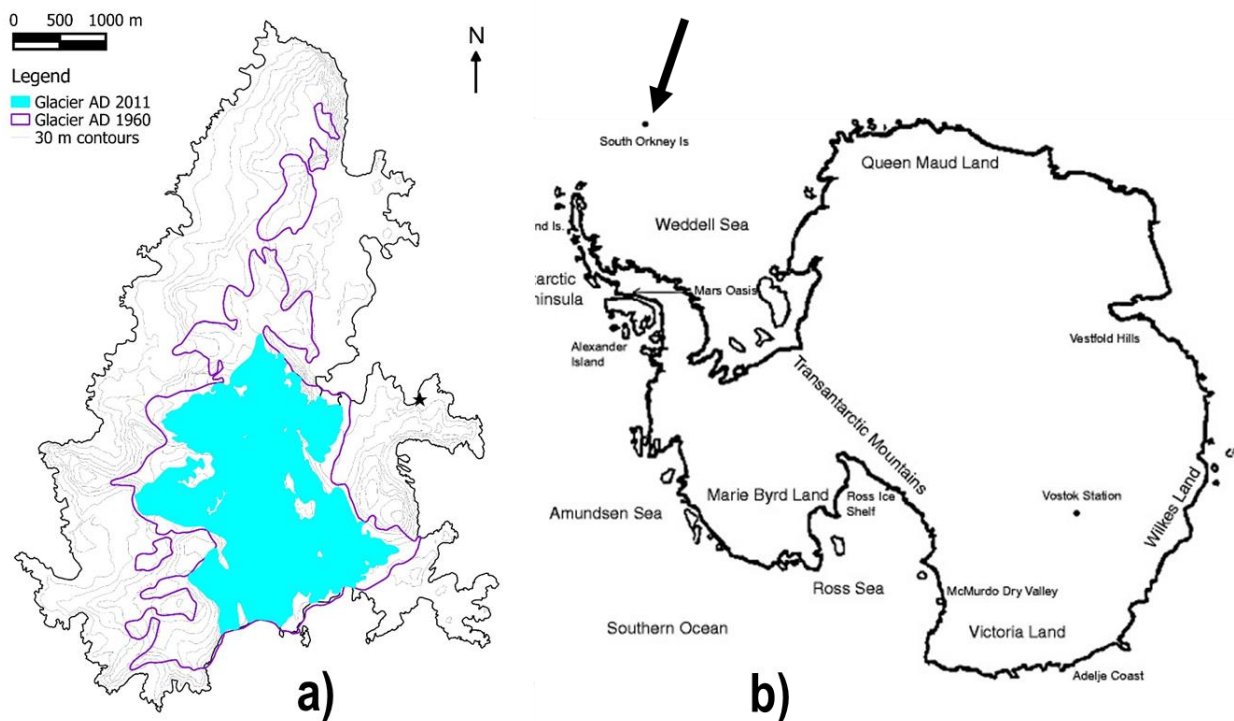 0 500 1000 m
N
Legend
Glacier AD 2011
Glacier AD 1960
30 m contours
a)
South Orkney Is
Queen Maud Land
Weddell Sea
nd Is.
tarctic
ninsula
Mars Oasis
Alexander
Island
Vestfold Hills
Transantarctic Mountains
Marie Byrd Land
Ross Ice
Shelf
Vostok Station
Wilkes Land
Amundsen Sea
Ross Sea
McMurdo Dry Valley
Southern Ocean
Victoria Land
Adelje Coast
b)